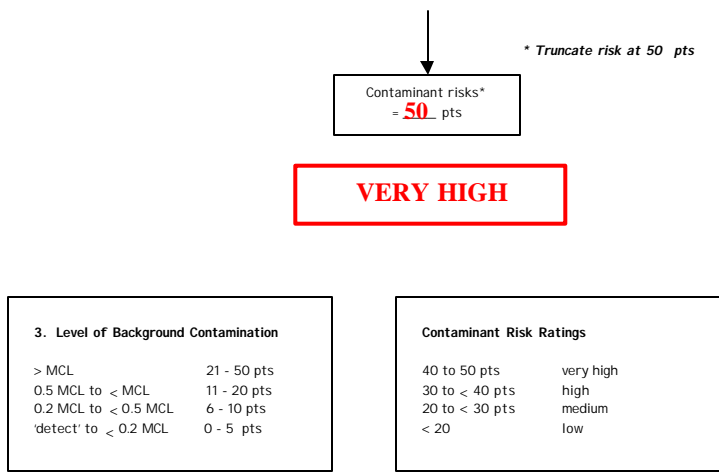 * Truncate risk at 50 pts
Contaminant risks*
= 50 pts
VERY HIGH
3. Level of Background Contamination
> MCL 21 - 50 pts
0.5 MCL to < MCL 11 - 20 pts
0.2 MCL to < 0.5 MCL 6 - 10 pts
'detect' to < 0.2 MCL 0 - 5 pts
Contaminant Risk Ratings
40 to 50 pts very high
30 to < 40 pts high
20 to < 30 pts medium
< 20 low